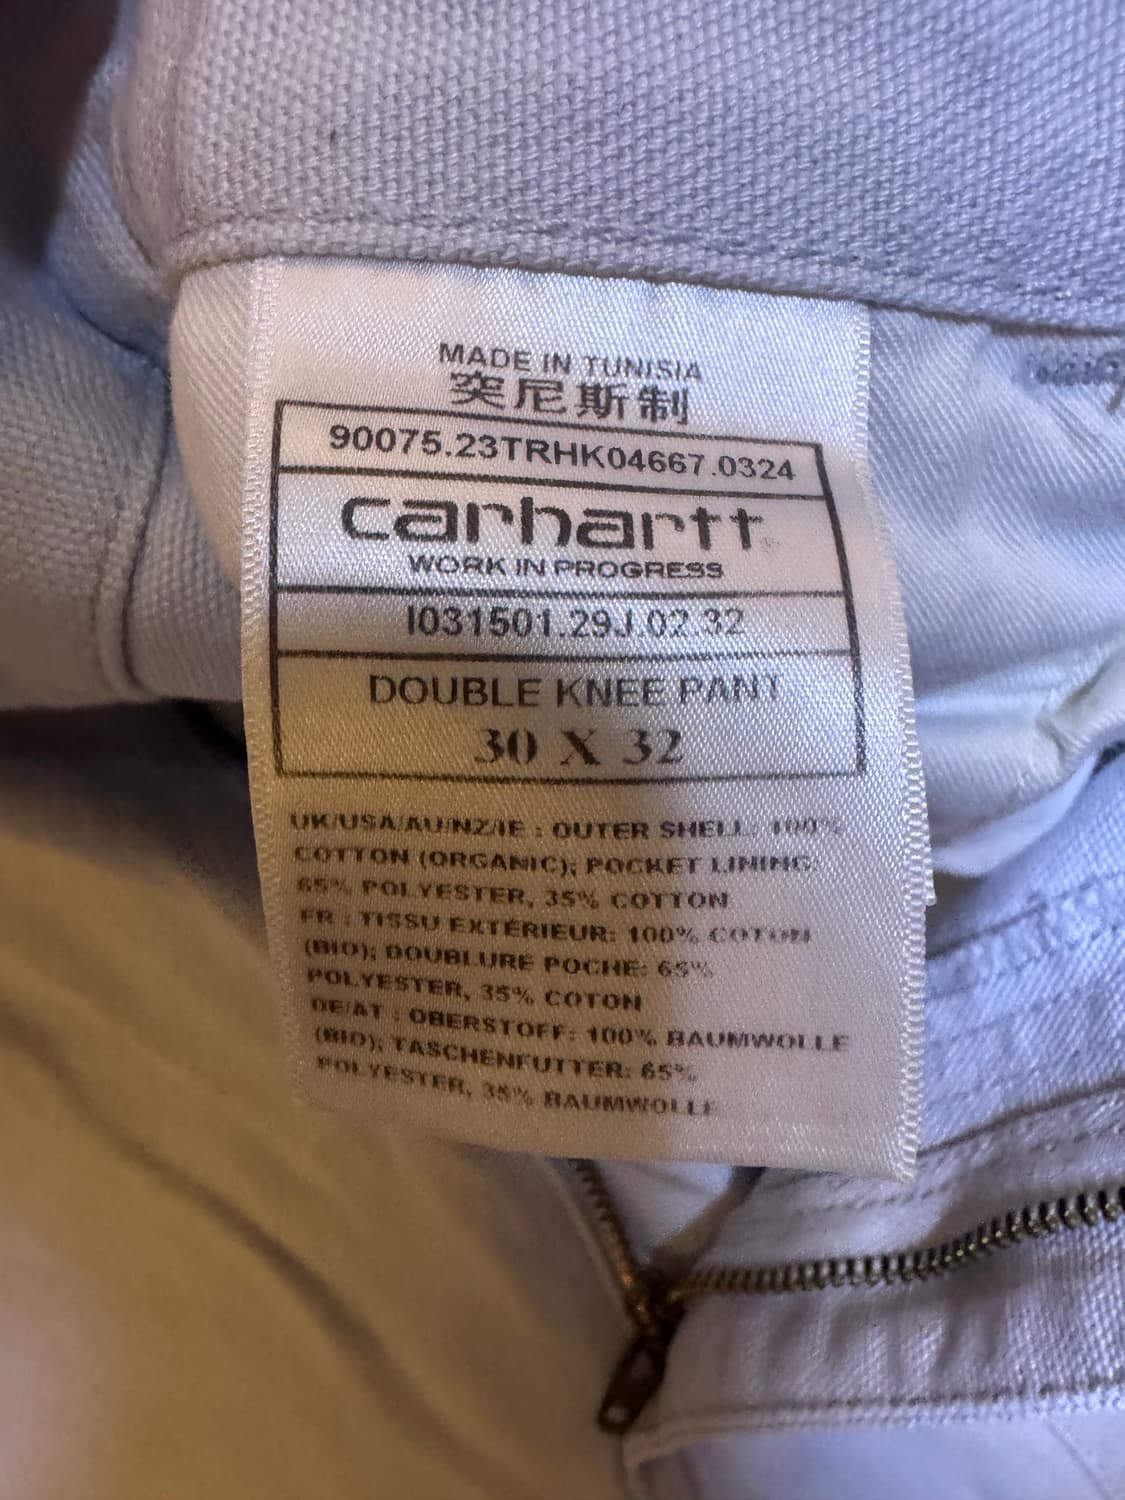 MADE IN TUNISIA
突尼斯制
90075.23TRHK04667.0324
carhartt
WORK IN PROGRESS
I031501.29J.02.32
DOUBLE KNEE PANT
30 X 32
UK/USA/AU/NZ/IE : OUTER SHELL: 100%
COTTON (ORGANIC); POCKET LINING:
65% POLYESTER, 35% COTTON
FR : TISSU EXTÉRIEUR: 100% COTON
(BIO); DOUBLURE POCHE: 65%
POLYESTER, 35% COTON
DE/AT : OBERSTOFF: 100% BAUMWOLLE
(BIO); TASCHENFUTTER: 65%
POLYESTER, 35% BAUMWOLLE